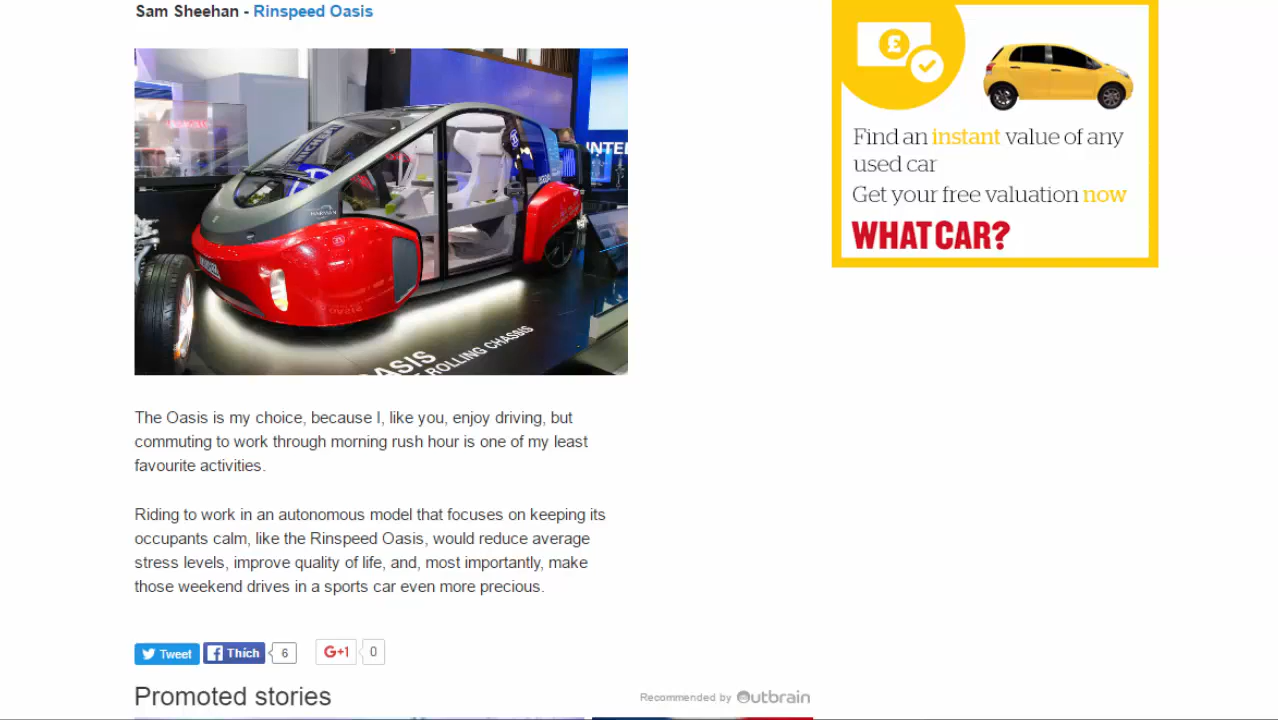 Sam Sheehan - Rinspeed Oasis
INTE
HARMAN
OASIS
OASIS
ROLLING CHASSIS
The Oasis is my choice, because I, like you, enjoy driving, but
commuting to work through morning rush hour is one of my least
favourite activities.
Riding to work in an autonomous model that focuses on keeping its
occupants calm, like the Rinspeed Oasis, would reduce average
stress levels, improve quality of life, and, most importantly, make
those weekend drives in a sports car even more precious.
Tweet
Thích
6
G+1
0
Promoted stories
Recommended by Outbrain
£
Find an instant value of any
used car
Get your free valuation now
WHATCAR?